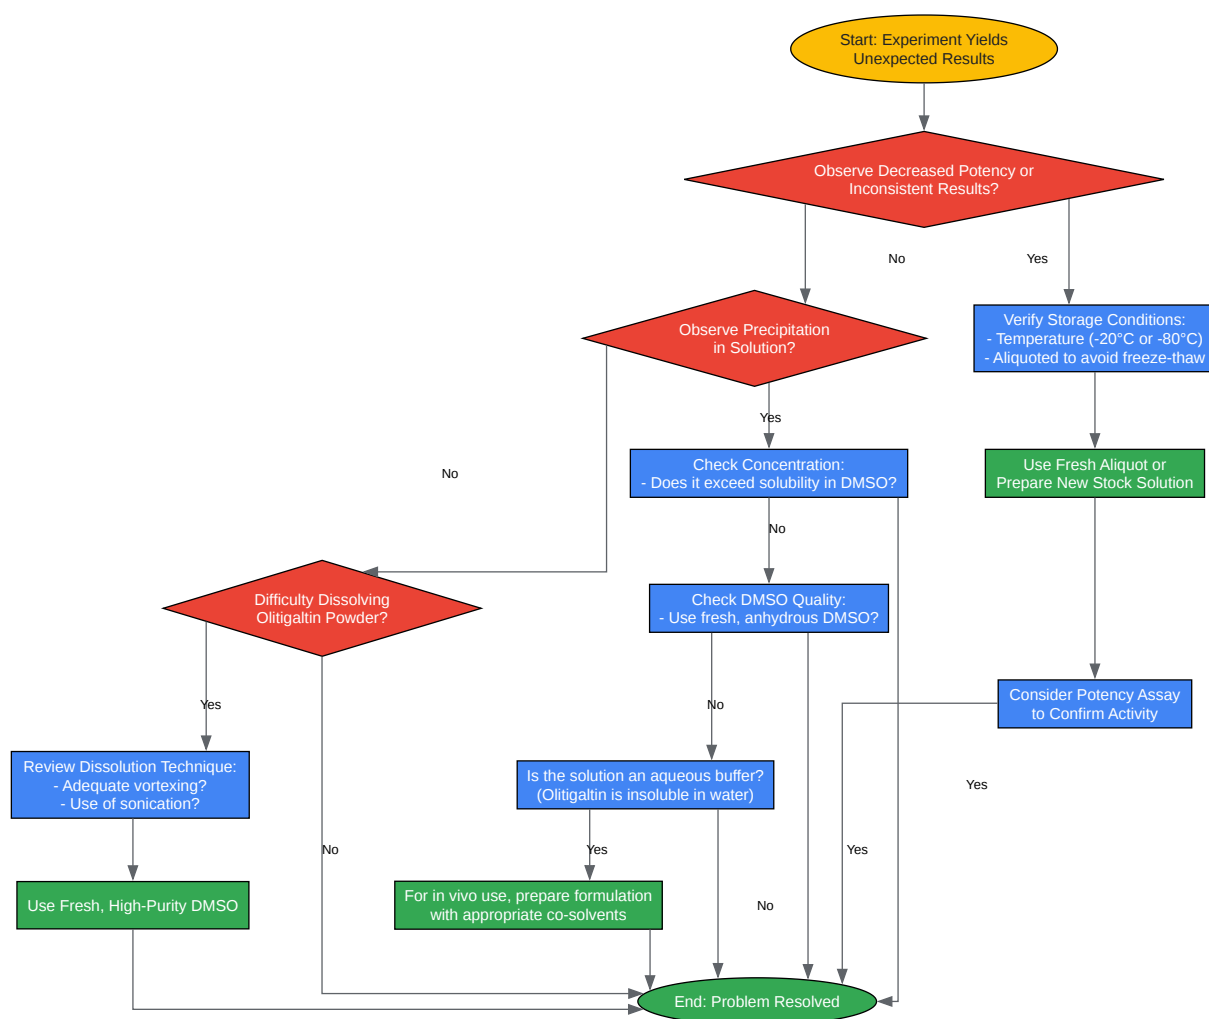 Start: Experiment Yields
Unexpected Results
Observe Decreased Potency or
Inconsistent Results?
No
Yes
Observe Precipitation
in Solution?
Verify Storage Conditions:
- Temperature (-20°C or -80°C)
- Aliquoted to avoid freeze-thaw
Yes
No
Check Concentration:
- Does it exceed solubility in DMSO?
Use Fresh Aliquot or
Prepare New Stock Solution
No
Difficulty Dissolving
Olitigaltin Powder?
Check DMSO Quality:
- Use fresh, anhydrous DMSO?
Yes
No
Consider Potency Assay
to Confirm Activity
Review Dissolution Technique:
- Adequate vortexing?
- Use of sonication?
Is the solution an aqueous buffer?
(Olitigaltin is insoluble in water)
Yes
No
Yes
Yes
Use Fresh, High-Purity DMSO
For in vivo use, prepare formulation
with appropriate co-solvents
No
End: Problem Resolved